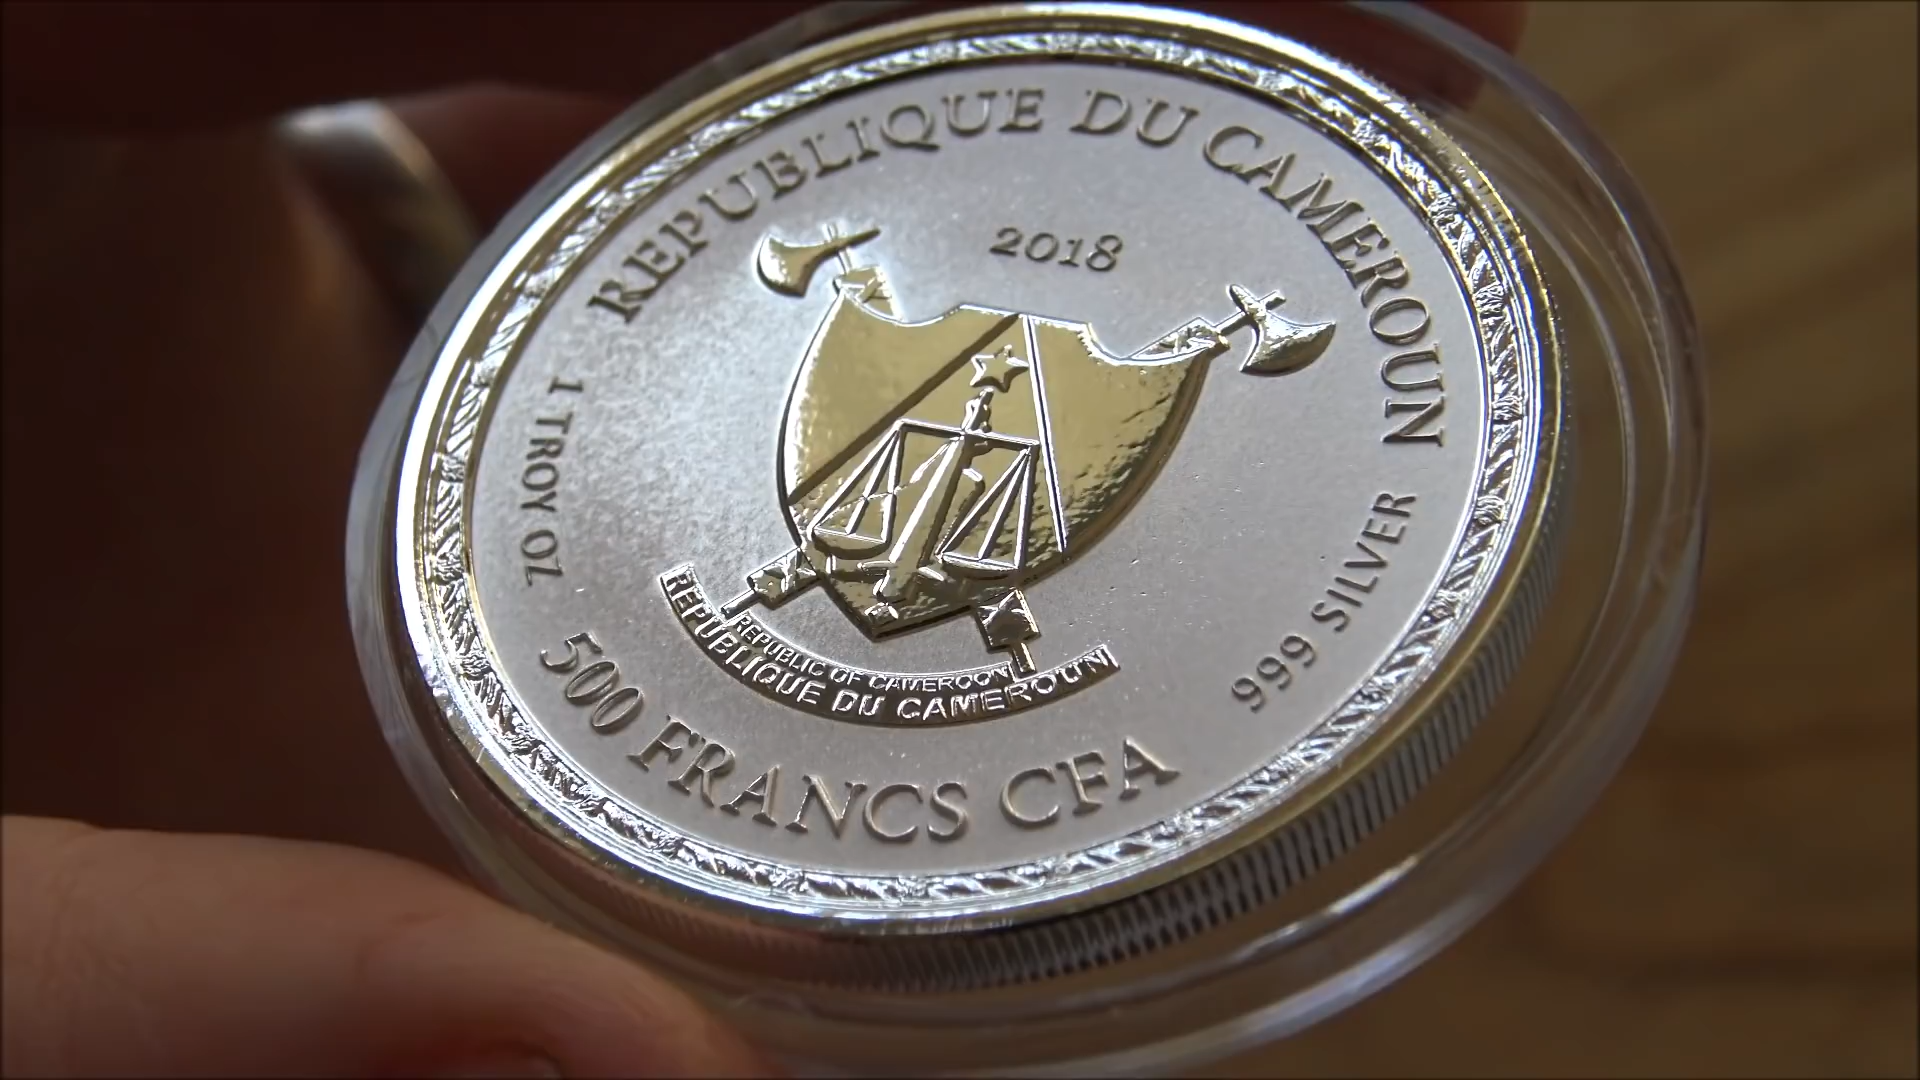 REPUBLIQUE DU CAMEROUN
2018
1 TROY OZ
999 SILVER
REPUBLIC OF CAMEROON
REPUBLIQUE DU CAMEROUN
500 FRANCS CFA